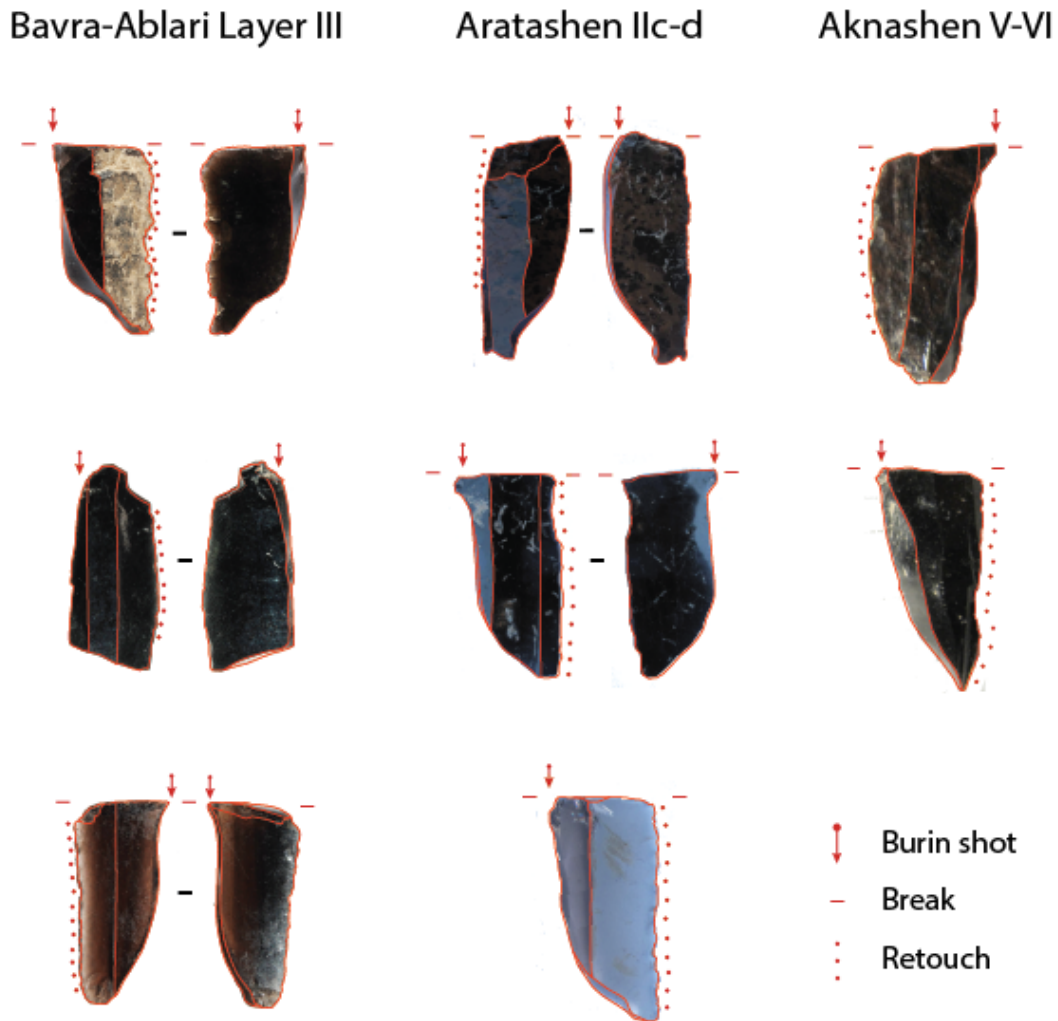 Bavra-Ablari Layer III
Aratashen IIc-d
Aknashen V-VI
Burin shot
Break
Retouch